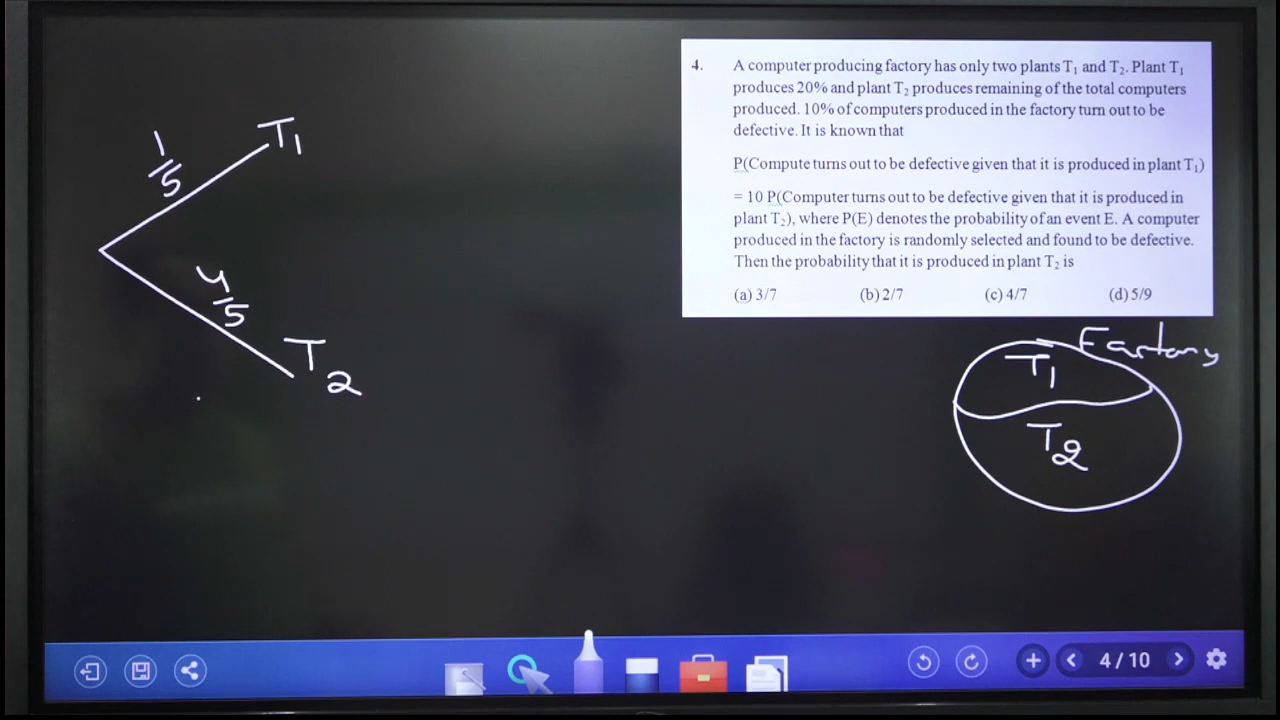 4. A computer producing factory has only two plants T₁ and T₂. Plant T₁
produces 20% and plant T₂ produces remaining of the total computers
produced. 10% of computers produced in the factory turn out to be
defective. It is known that
P(Compute turns out to be defective given that it is produced in plant T₁)
= 10 P(Computer turns out to be defective given that it is produced in
plant T₂), where P(E) denotes the probability of an event E. A computer
produced in the factory is randomly selected and found to be defective.
Then the probability that it is produced in plant T₂ is
(a) 3/7 (b) 2/7 (c) 4/7 (d) 5/9
T₁
1/5
4/5
T₂
Factory
T₁
T₂
4 / 10